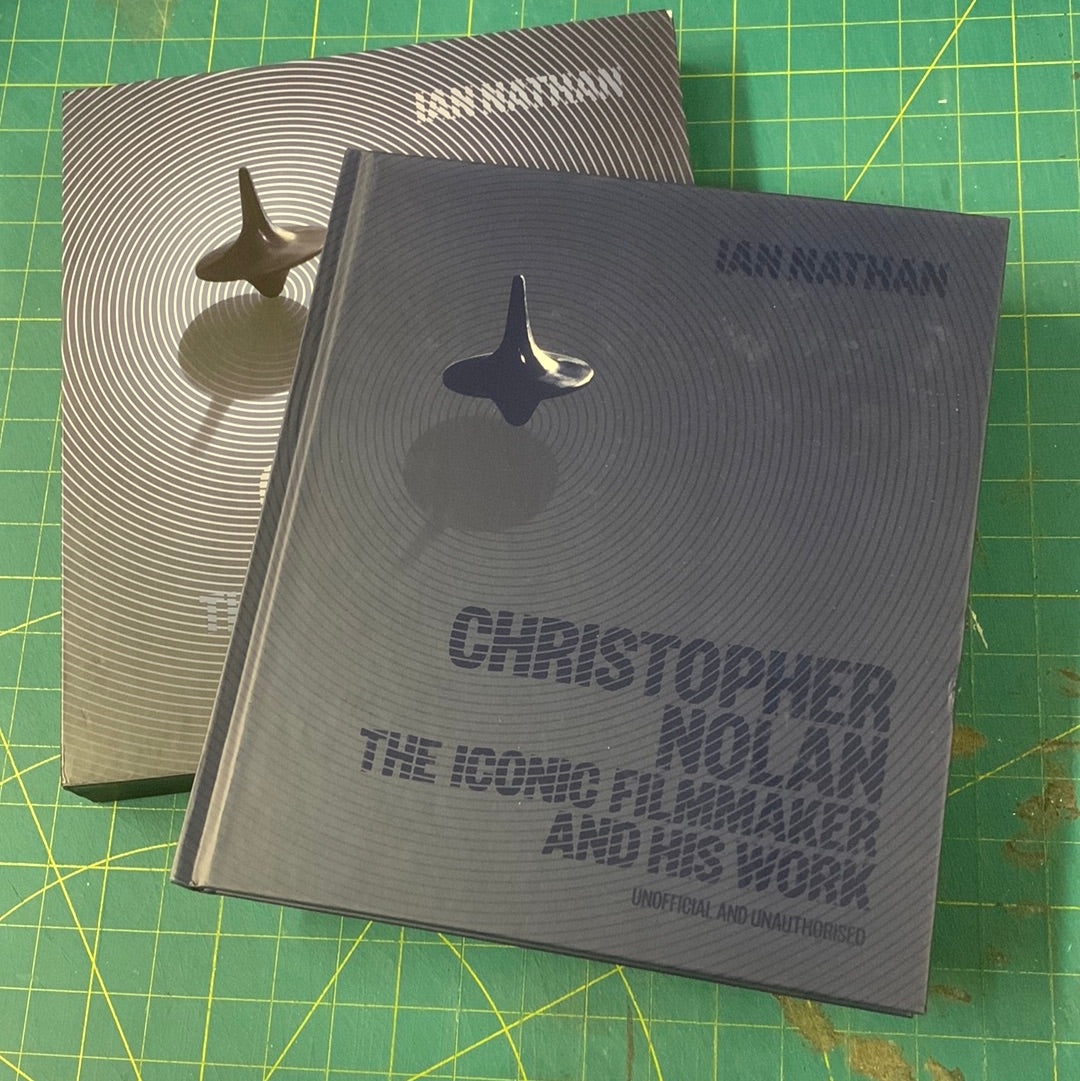 IAN NATHAN
IAN NATHAN
CHRISTOPHER
NOLAN
THE ICONIC FILMMAKER
AND HIS WORK
UNOFFICIAL AND UNAUTHORISED